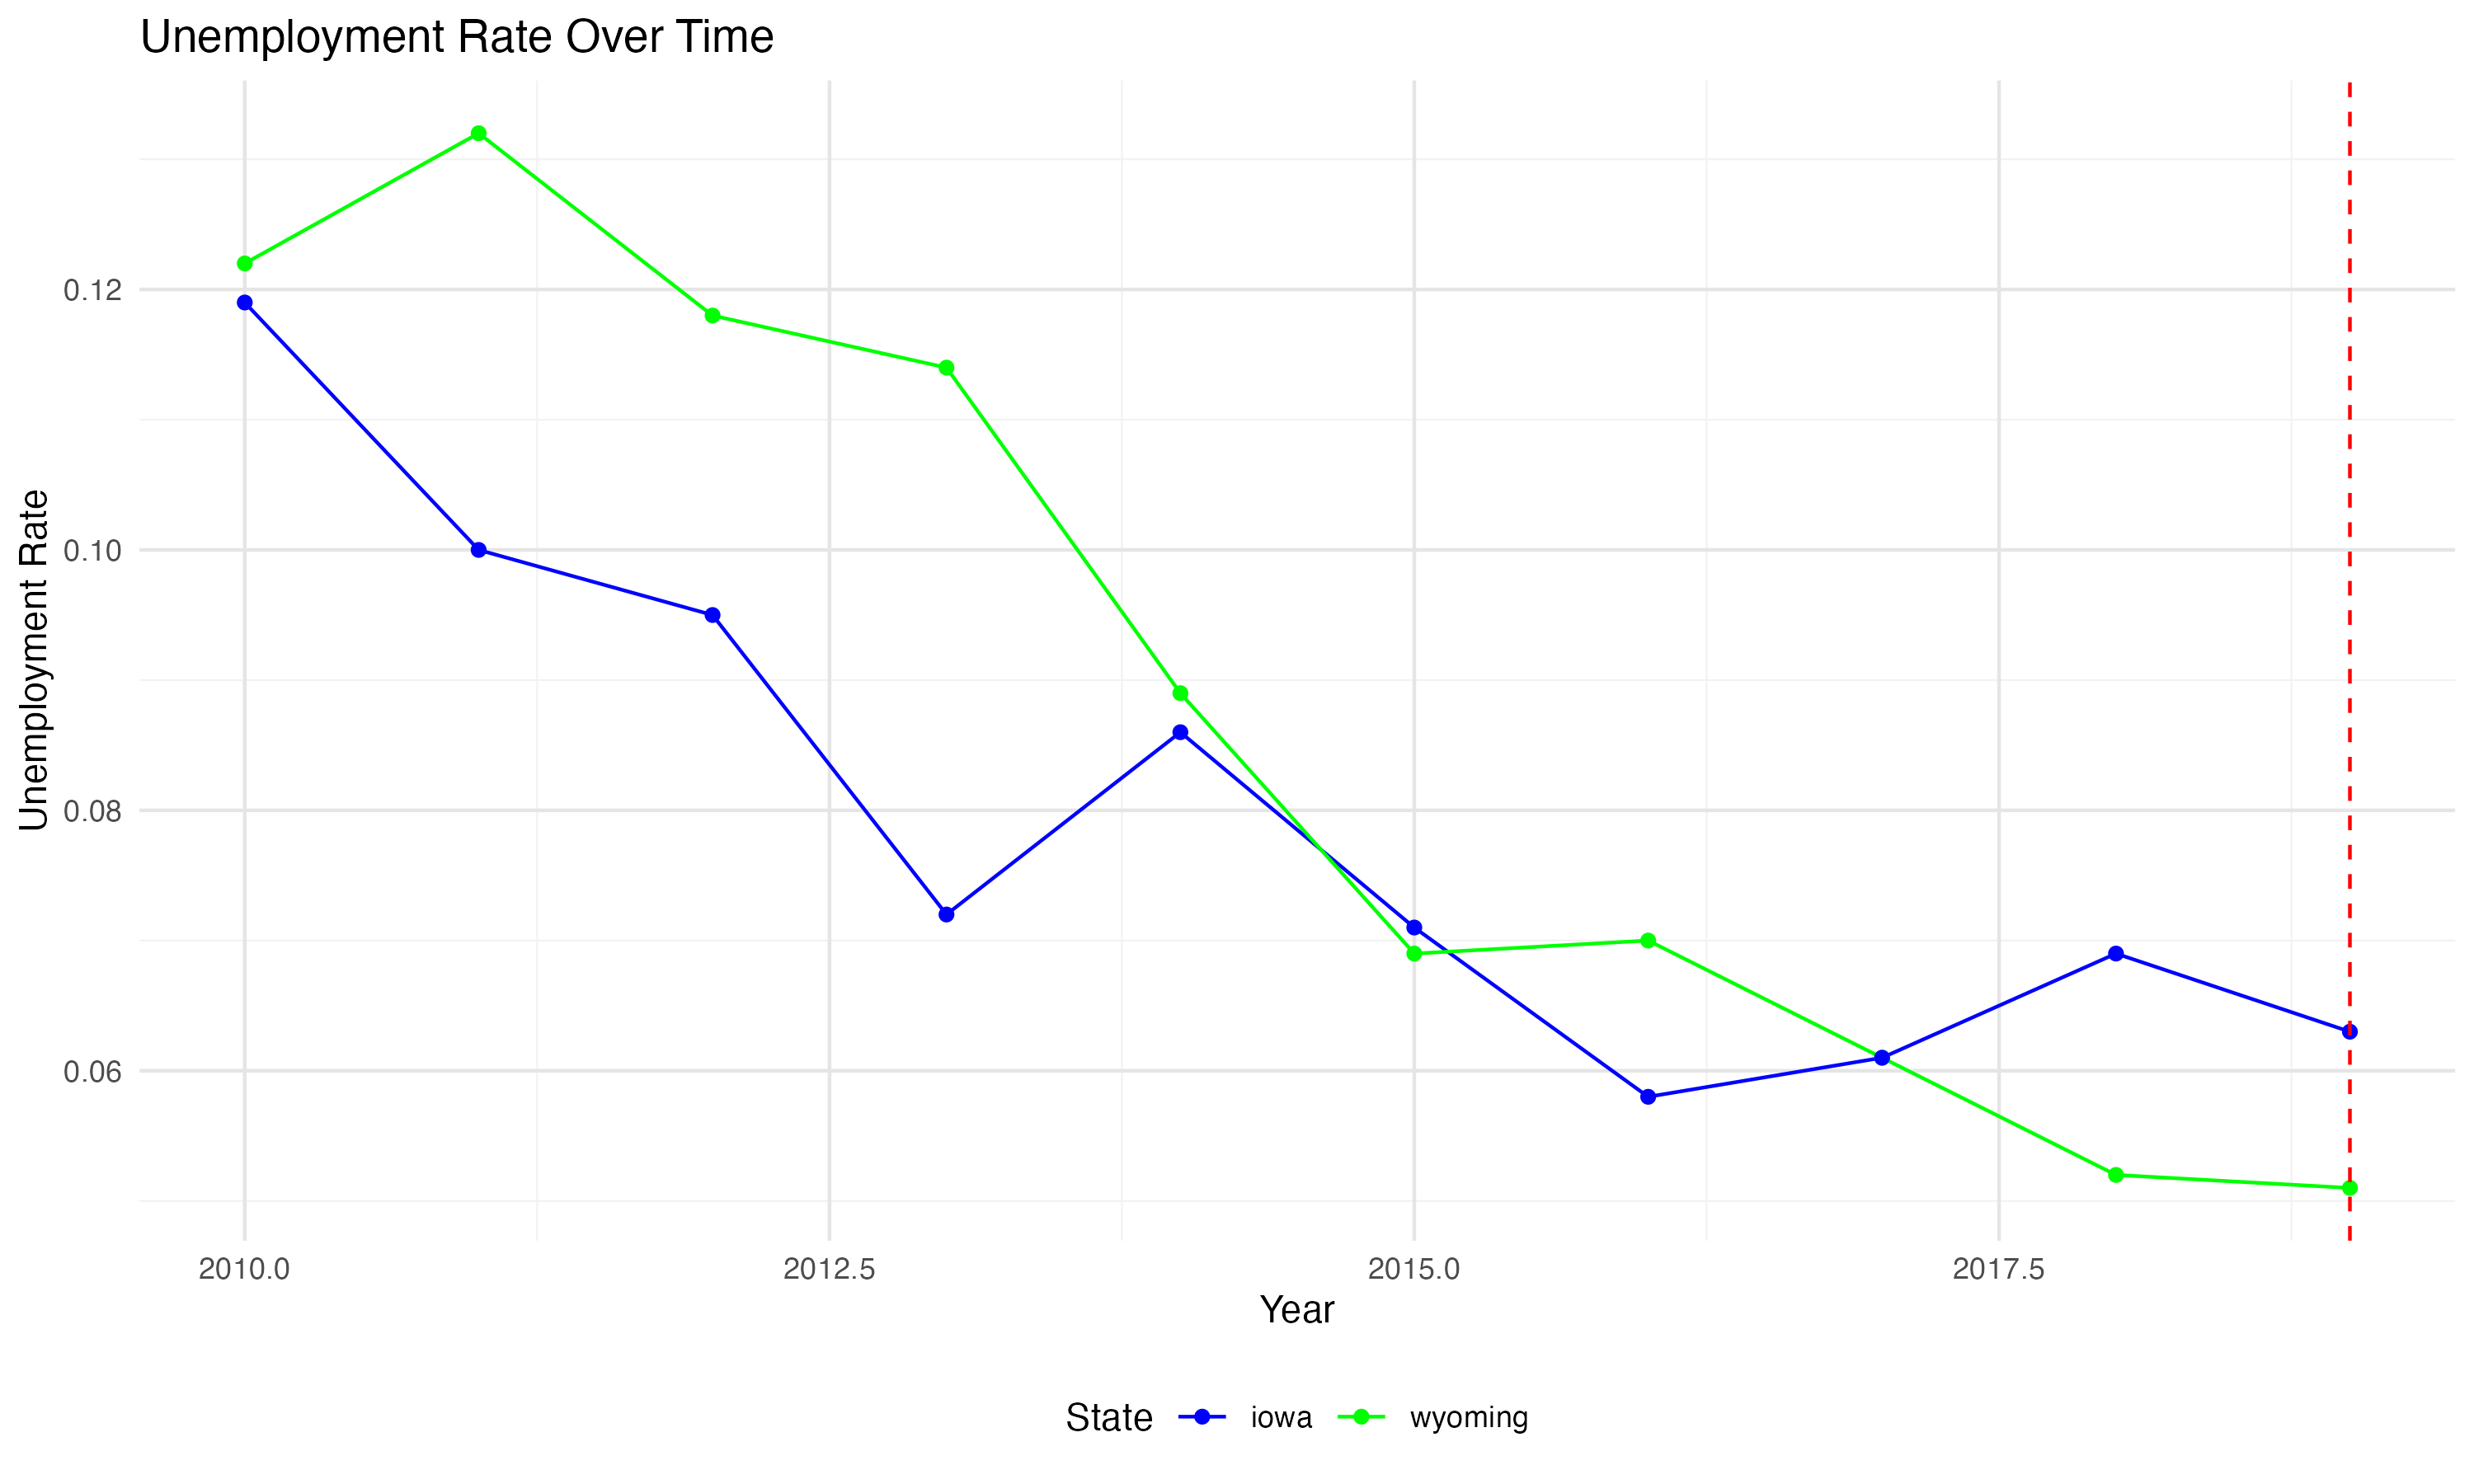 Unemployment Rate Over Time
Unemployment Rate
0.12
0.10
0.08
0.06
2010.0 2012.5 2015.0 2017.5
Year
State iowa wyoming